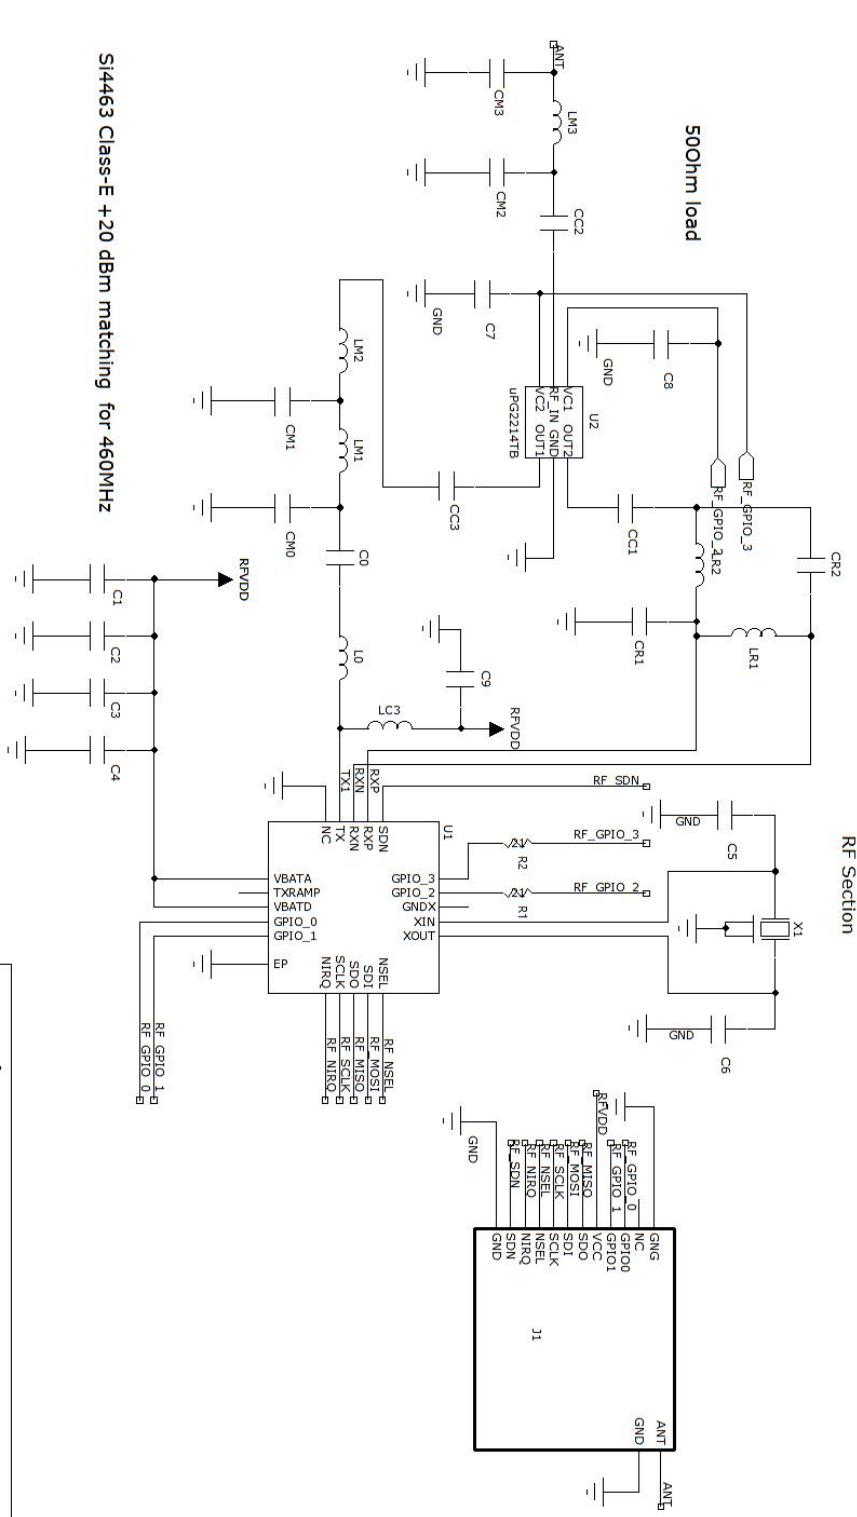 RF Section
50Ohm load
Si4463 Class-E +20 dBm matching for 460MHz
ANT
CM3
LM3
CM2
CC2
C7
GND
C8
GND
U2
VC1
RF_IN
VC2
OUT2
GND
OUT1
uPG2214TB
RF_GPIO_3
RF_GPIO_2
LR2
CR2
CC1
CR1
LR1
CC3
LM2
CM1
LM1
CM0
C0
L0
LC3
C9
RFVDD
RFVDD
C1
C2
C3
C4
TX1
RXN
RXP
RF_SDN
U1
NC
TX
RXN
RXP
SDN
VBATA
TXRAMP
VBATD
GPIO_0
GPIO_1
EP
GPIO_3
GPIO_2
GNDX
XIN
XOUT
NIRQ
SCLK
SDO
SDI
NSEL
R2
RF_GPIO_3
R1
RF_GPIO_2
C5
GND
X1
C6
GND
RF_GPIO_0
RF_GPIO_1
RF_NIRQ
RF_SCLK
RF_MISO
RF_MOSI
RF_NSEL
GND
RF_SDN
RF_NIRQ
RF_NSEL
RF_SCLK
RF_MOSI
RF_MISO
RFVDD
RF_GPIO_1
RF_GPIO_0
GND
SDN
NIRQ
NSEL
SCLK
SDI
SDO
VCC
GPIO1
GPIO0
NC
GNG
J1
GND
ANT
ANT